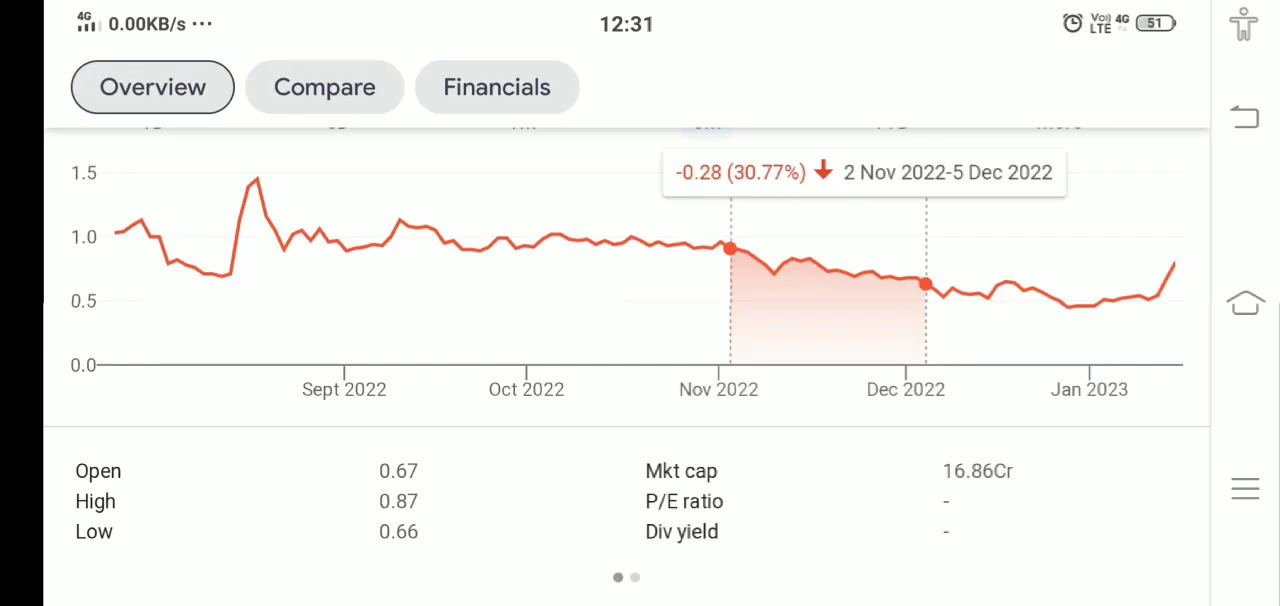 4G 0.00KB/s ··· 12:31 Vo)) LTE 4G 51
Overview Compare Financials
-0.28 (30.77%) 2 Nov 2022-5 Dec 2022
1.5
1.0
0.5
0.0
Sept 2022 Oct 2022 Nov 2022 Dec 2022 Jan 2023
Open 0.67 Mkt cap 16.86Cr
High 0.87 P/E ratio -
Low 0.66 Div yield -